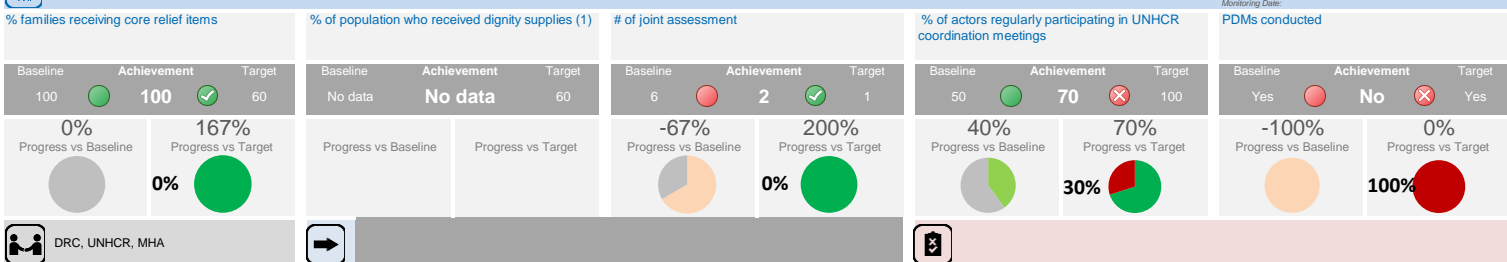 Monitoring Date:
% families receiving core relief items
% of population who received dignity supplies (1)
# of joint assessment
% of actors regularly participating in UNHCR
coordination meetings
PDMs conducted
Baseline Achievement Target
100 100 60
Baseline Achievement Target
No data No data 60
Baseline Achievement Target
6 2 1
Baseline Achievement Target
50 70 100
Baseline Achievement Target
Yes No Yes
0% 167%
Progress vs Baseline Progress vs Target
0%
Progress vs Baseline Progress vs Target
-67% 200%
Progress vs Baseline Progress vs Target
0%
40% 70%
Progress vs Baseline Progress vs Target
30%
-100% 0%
Progress vs Baseline Progress vs Target
100%
DRC, UNHCR, MHA